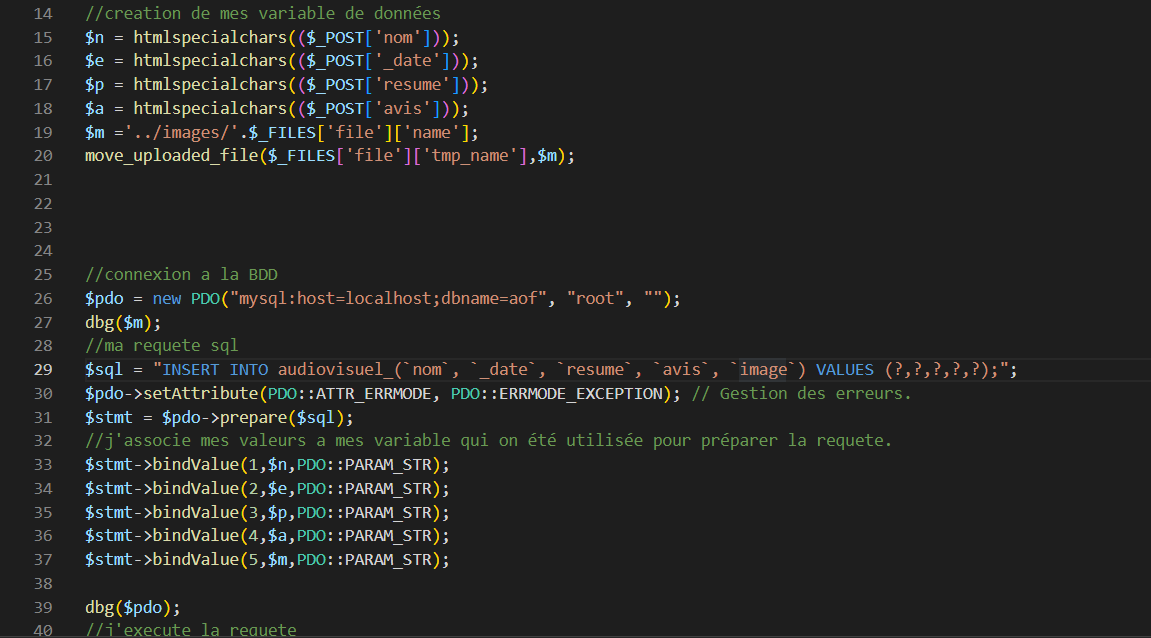 14 //creation de mes variable de données
15 $n = htmlspecialchars(($_POST['nom']));
16 $e = htmlspecialchars(($_POST['_date']));
17 $p = htmlspecialchars(($_POST['resume']));
18 $a = htmlspecialchars(($_POST['avis']));
19 $m ='../images/'.$_FILES['file']['name'];
20 move_uploaded_file($_FILES['file']['tmp_name'],$m);
21
22
23
24
25 //connexion a la BDD
26 $pdo = new PDO("mysql:host=localhost;dbname=aof", "root", "");
27 dbg($m);
28 //ma requete sql
29 $sql = "INSERT INTO audiovisuel_(`nom`, `_date`, `resume`, `avis`, `image`) VALUES (?,?,?,?,?);";
30 $pdo->setAttribute(PDO::ATTR_ERRMODE, PDO::ERRMODE_EXCEPTION); // Gestion des erreurs.
31 $stmt = $pdo->prepare($sql);
32 //j'associe mes valeurs a mes variable qui on été utilisée pour préparer la requete.
33 $stmt->bindValue(1,$n,PDO::PARAM_STR);
34 $stmt->bindValue(2,$e,PDO::PARAM_STR);
35 $stmt->bindValue(3,$p,PDO::PARAM_STR);
36 $stmt->bindValue(4,$a,PDO::PARAM_STR);
37 $stmt->bindValue(5,$m,PDO::PARAM_STR);
38
39 dbg($pdo);
40 //j'execute la requete